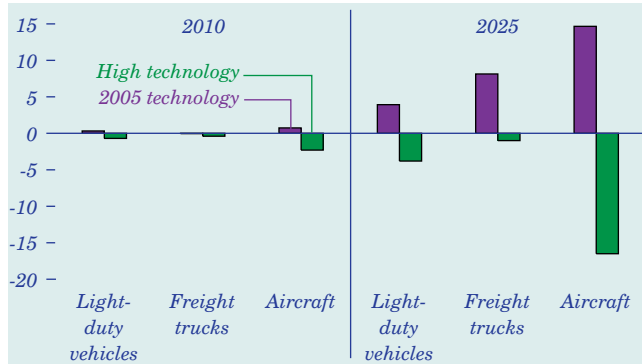 15
2010
2025
10
High technology
5
2005 technology
0
-5
-10
-15
-20
Light-
duty
vehicles
Freight
trucks
Aircraft
Light-
duty
vehicles
Freight
trucks
Aircraft